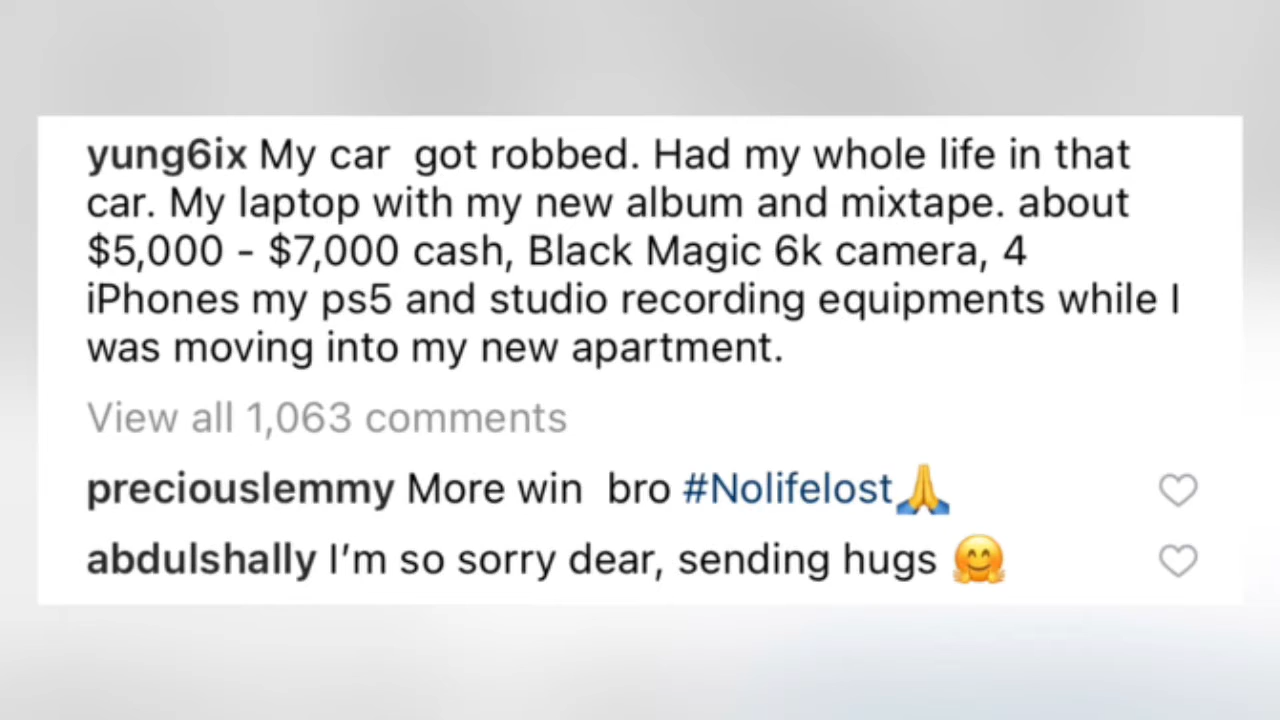 yung6ix My car  got robbed. Had my whole life in that
car. My laptop with my new album and mixtape. about
$5,000 - $7,000 cash, Black Magic 6k camera, 4
iPhones my ps5 and studio recording equipments while I
was moving into my new apartment.
View all 1,063 comments
preciouslemmy More win  bro #Nolifelost🙏
abdulshally I’m so sorry dear, sending hugs 🤗